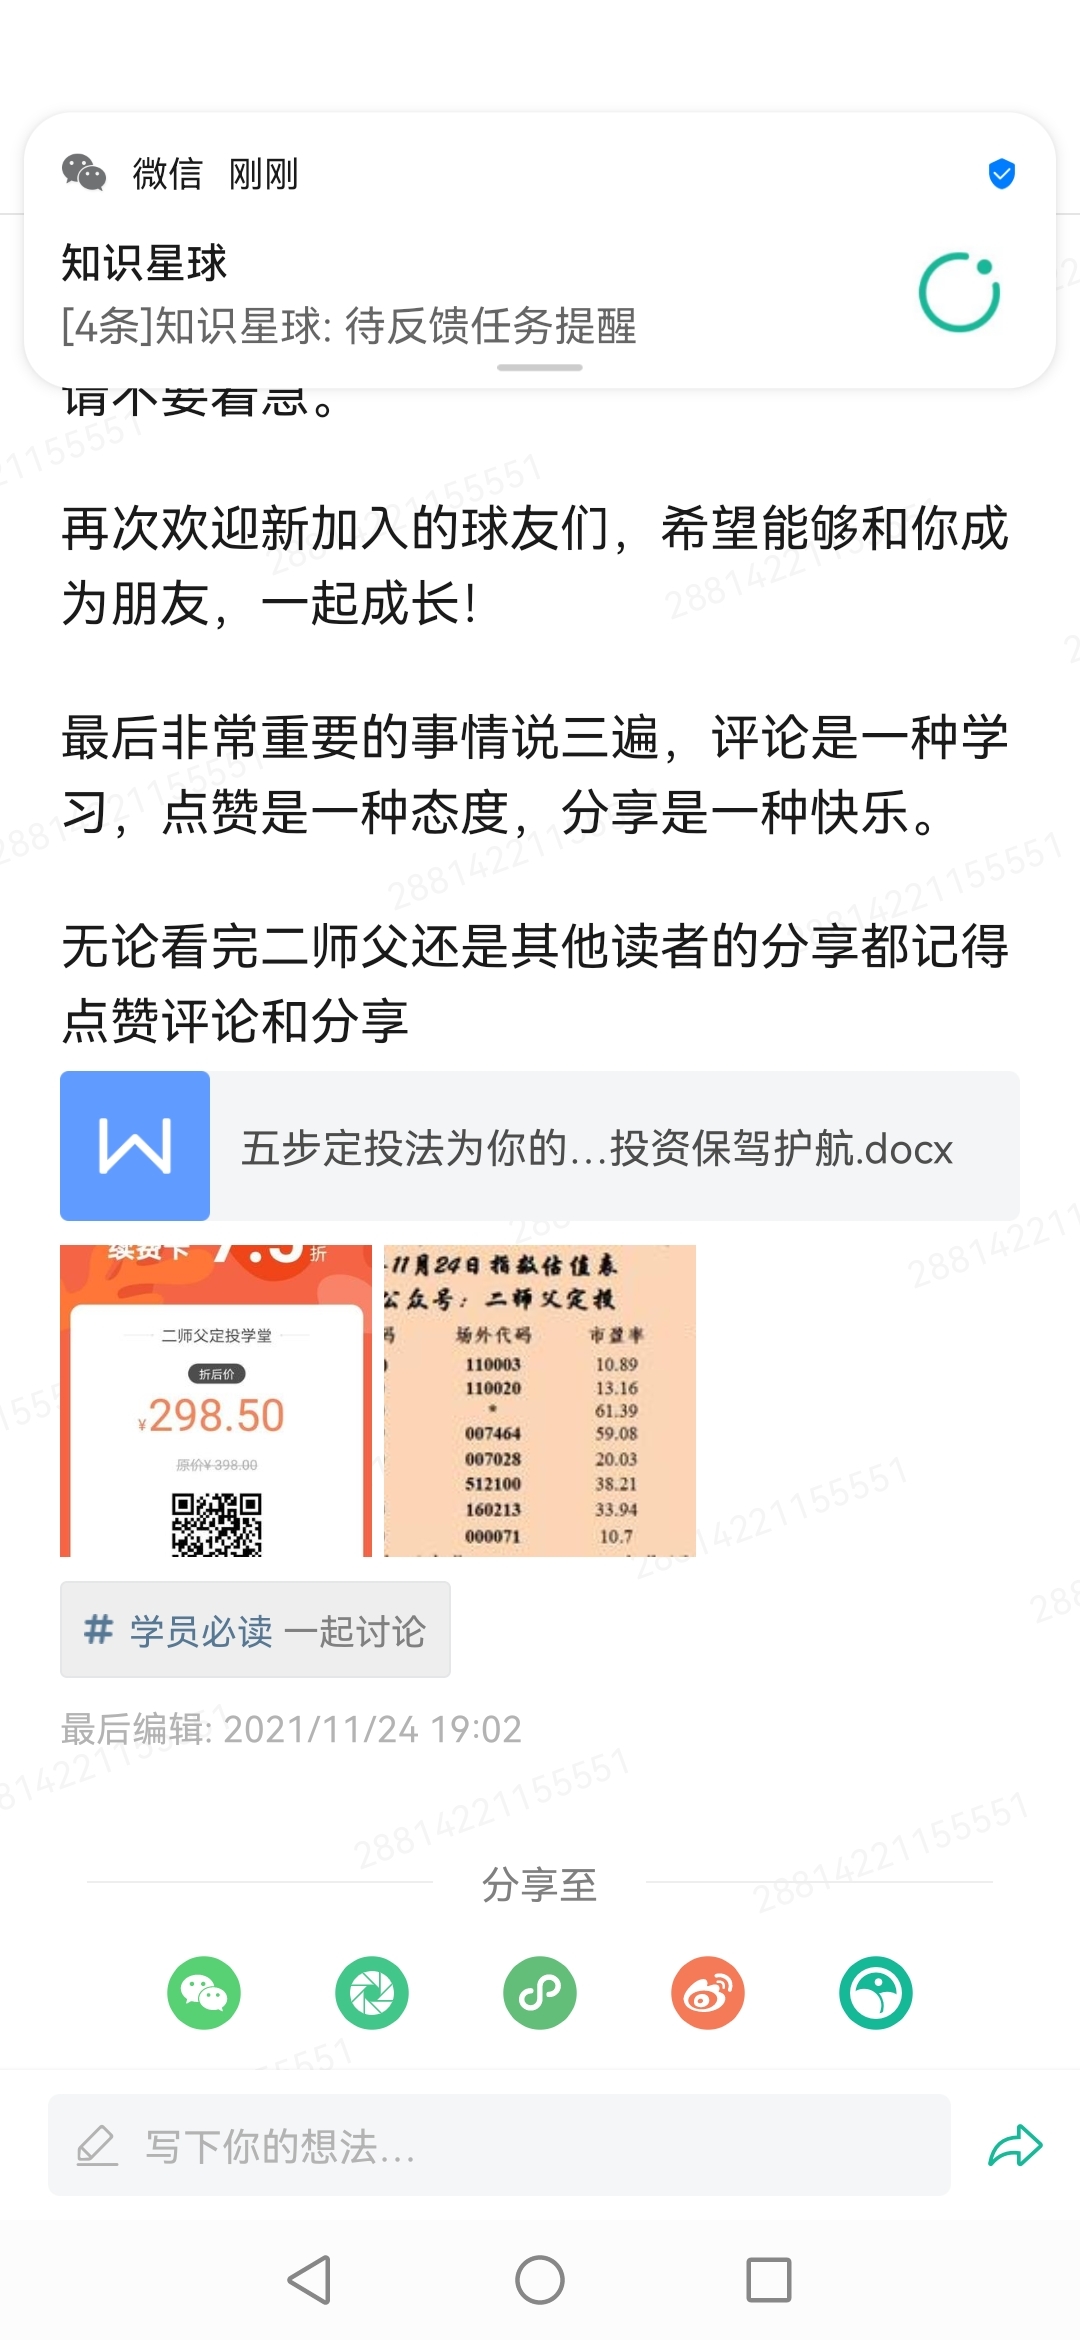 微信 刚刚
知识星球
[4条]知识星球: 待反馈任务提醒
请不要着急。
再次欢迎新加入的球友们，希望能够和你成
为朋友，一起成长！
最后非常重要的事情说三遍，评论是一种学
习，点赞是一种态度，分享是一种快乐。
无论看完二师父还是其他读者的分享都记得
点赞评论和分享
五步定投法为你的...投资保驾护航.docx
续费卡 7.5折
二师父定投学堂
折后价
¥298.50
原价¥398.00
11月24日指数估值表
公众号：二师父定投
码 场外代码 市盈率
110003 10.89
110020 13.16
* 61.39
007464 59.08
007028 20.03
512100 38.21
160213 33.94
000071 10.7
# 学员必读 一起讨论
最后编辑: 2021/11/24 19:02
分享至
写下你的想法...
28814221155551